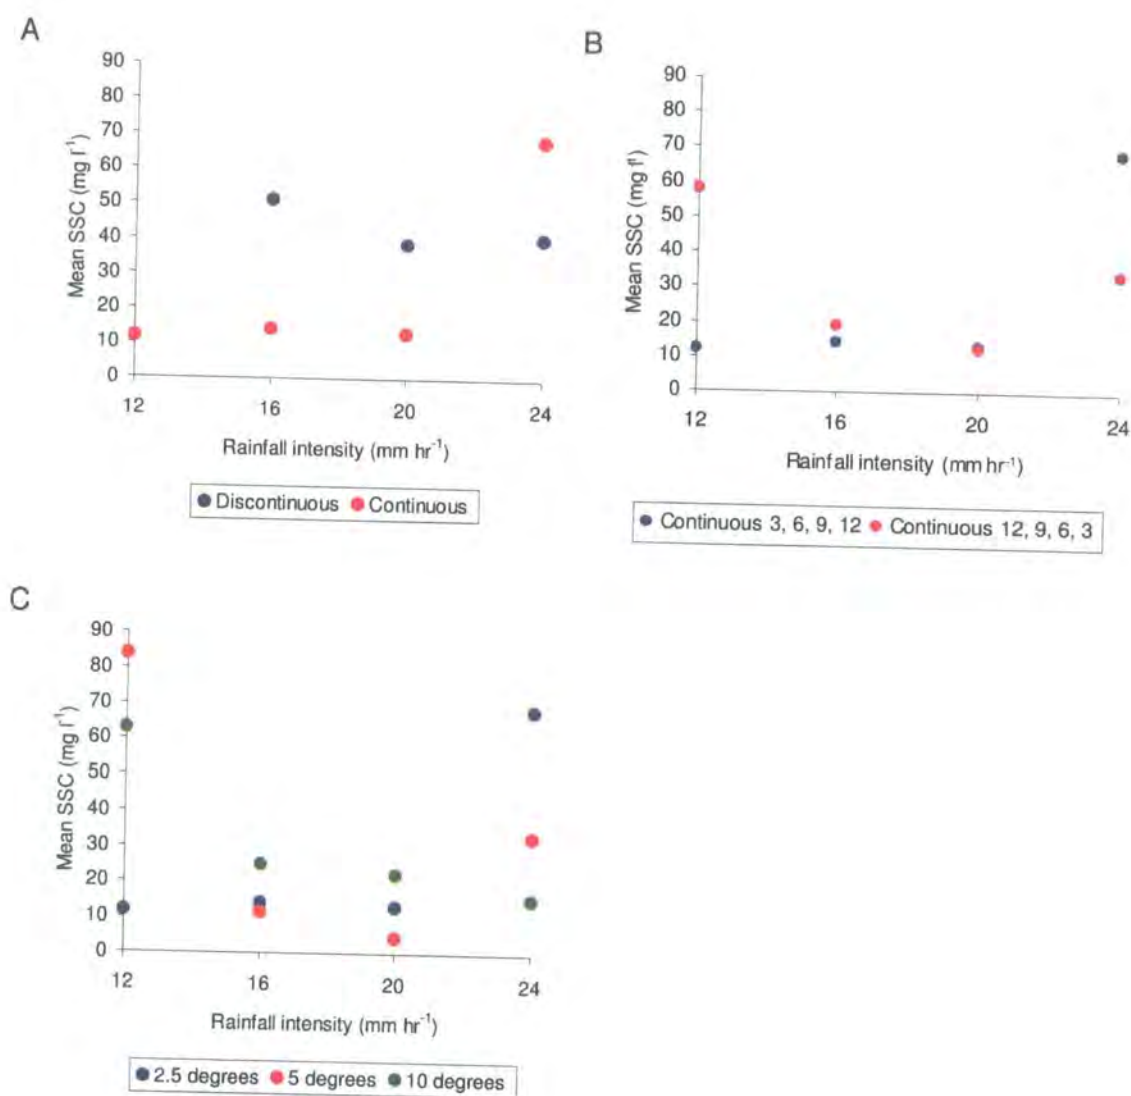 A
90
80
70
60
50
40
30
20
10
0
Mean SSC (mg l⁻¹)
12 16 20 24
Rainfall intensity (mm hr⁻¹)
Discontinuous Continuous
B
90
80
70
60
50
40
30
20
10
0
Mean SSC (mg l¹)
12 16 20 24
Rainfall intensity (mm hr⁻¹)
Continuous 3, 6, 9, 12 Continuous 12, 9, 6, 3
C
90
80
70
60
50
40
30
20
10
0
Mean SSC (mg l⁻¹)
12 16 20 24
Rainfall intensity (mm hr⁻¹)
2.5 degrees 5 degrees 10 degrees